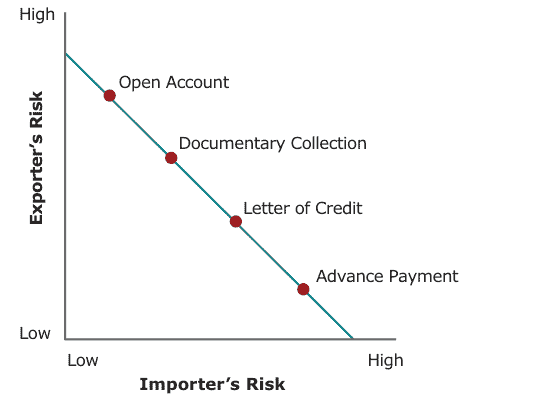 High
Open Account
Documentary Collection
Exporter's Risk
Letter of Credit
Advance Payment
Low
Low
High
Importer's Risk